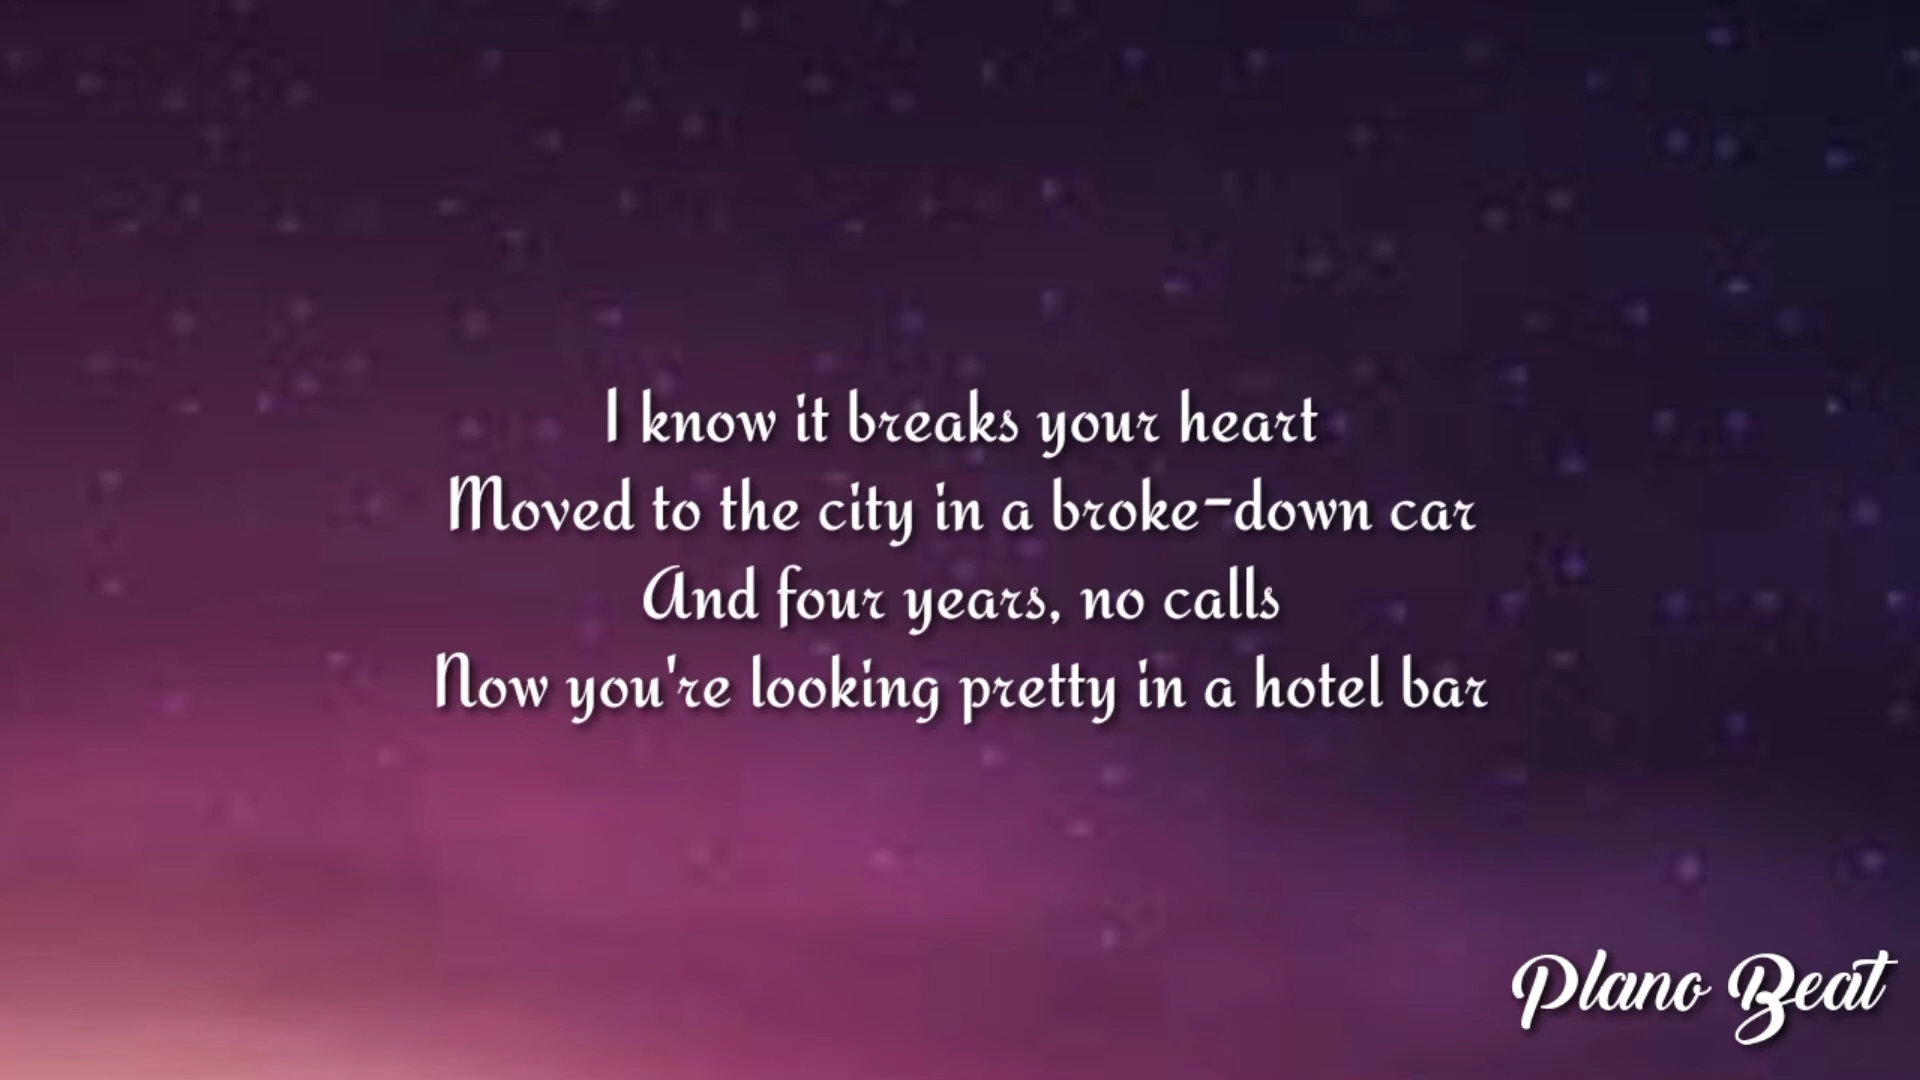 I know it breaks your heart
Moved to the city in a broke-down car
And four years, no calls
Now you're looking pretty in a hotel bar
Plano Beat